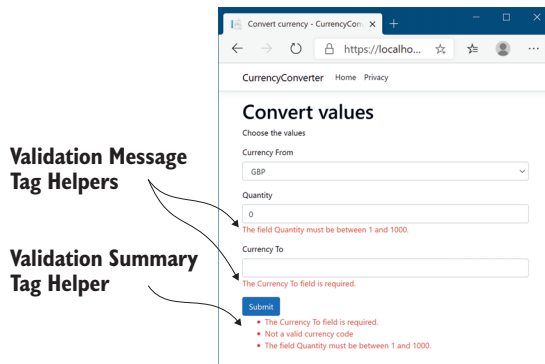 Convert currency - CurrencyCon
https://localho...
CurrencyConverter Home Privacy
Convert values
Choose the values
Currency From
GBP
Validation Message
Tag Helpers
Quantity
0
The field Quantity must be between 1 and 1000.
Currency To
Validation Summary
Tag Helper
The Currency To field is required.
Submit
• The Currency To field is required.
• Not a valid currency code
• The field Quantity must be between 1 and 1000.